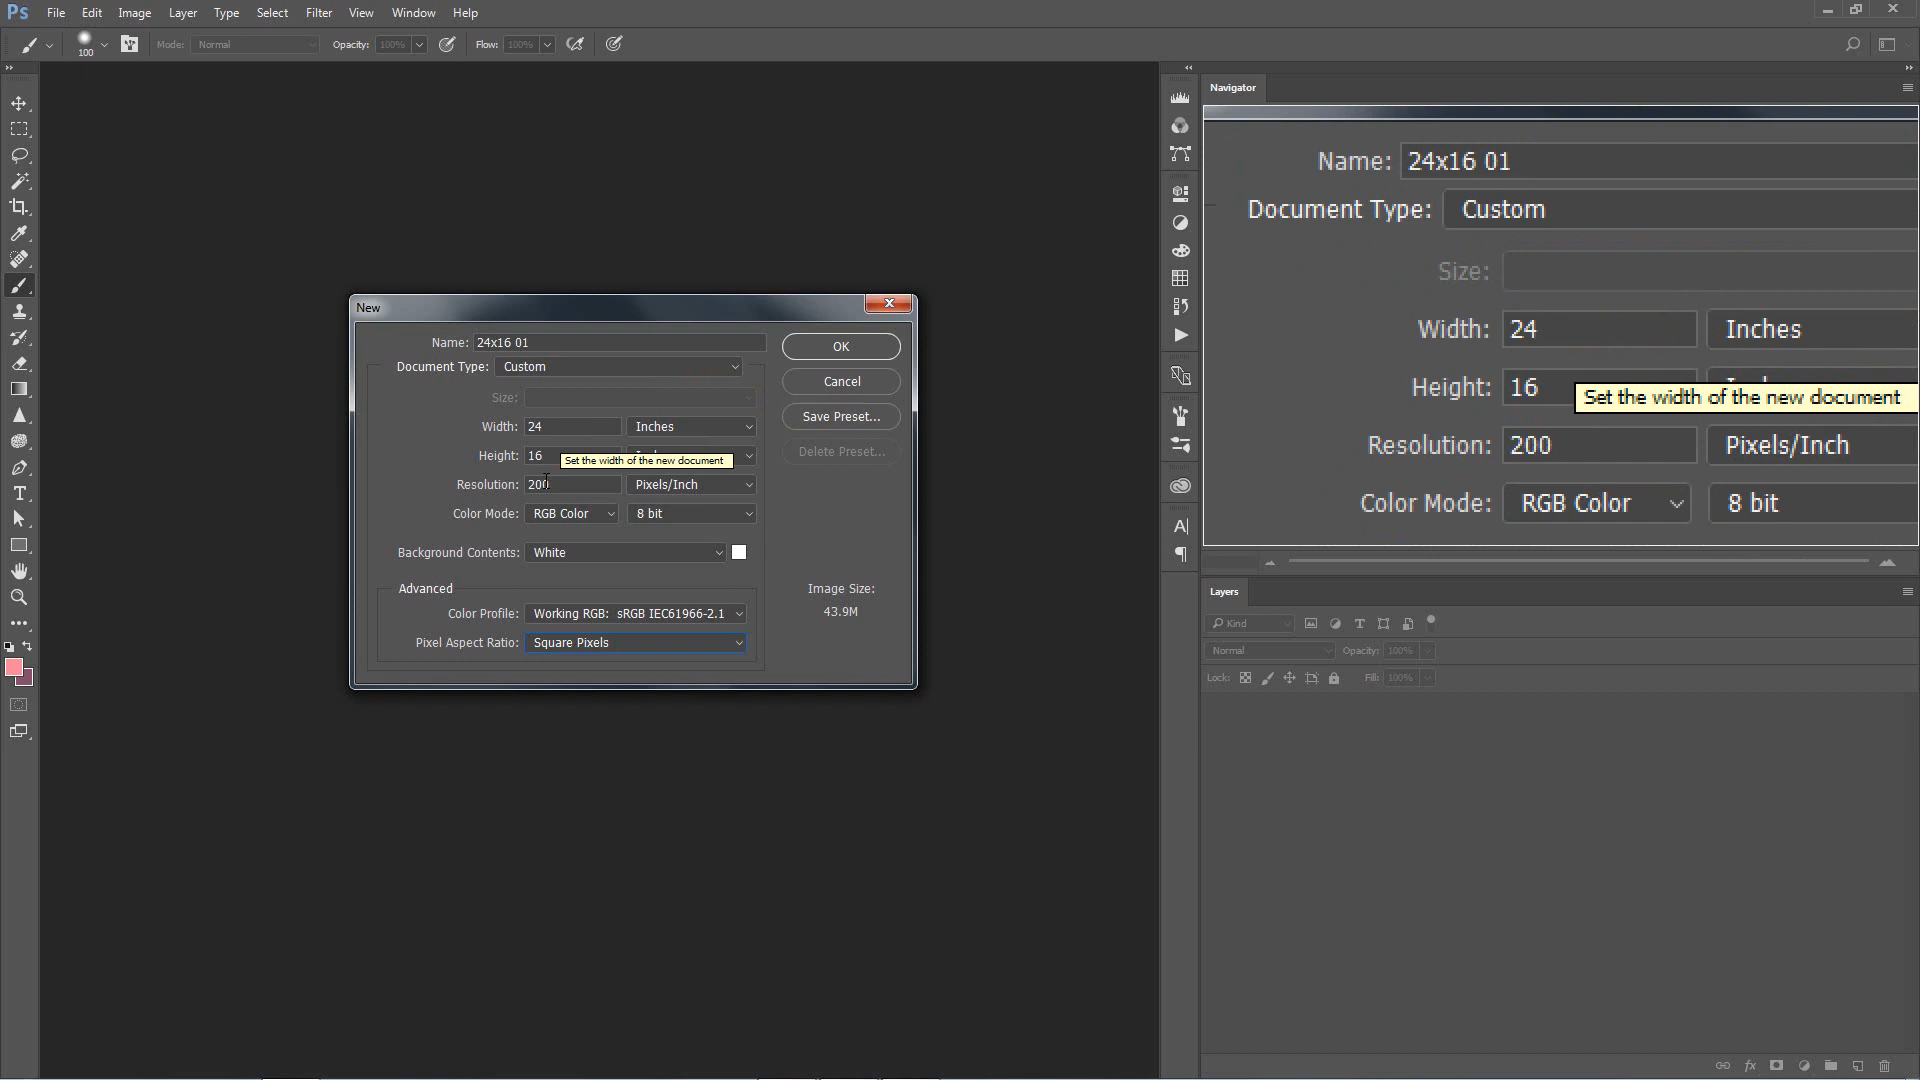 Ps File Edit Image Layer Type Select Filter View Window Help
100 Mode: Normal Opacity: 100% Flow: 100%
Navigator
Name: 24x16 01
Document Type: Custom
Size:
Width: 24 Inches
Height: 16
Set the width of the new document
Resolution: 200 Pixels/Inch
Color Mode: RGB Color 8 bit
New
Name: 24x16 01 OK
Document Type: Custom
Cancel
Size:
Save Preset...
Width: 24 Inches
Height: 16
Set the width of the new document
Delete Preset...
Resolution: 200 Pixels/Inch
Color Mode: RGB Color 8 bit
Background Contents: White
Advanced
Image Size:
43.9M
Color Profile: Working RGB: sRGB IEC61966-2.1
Pixel Aspect Ratio: Square Pixels
Layers
Kind
Normal Opacity: 100%
Lock: Fill: 100%
fx